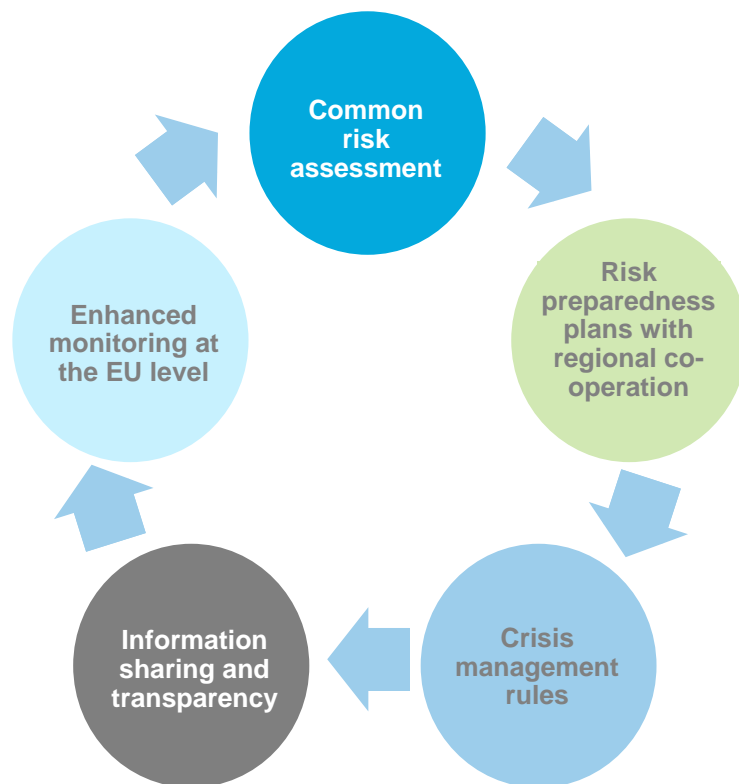 Common
risk
assessment
Risk
preparedness
plans with
regional co-
operation
Crisis
management
rules
Information
sharing and
transparency
Enhanced
monitoring at
the EU level